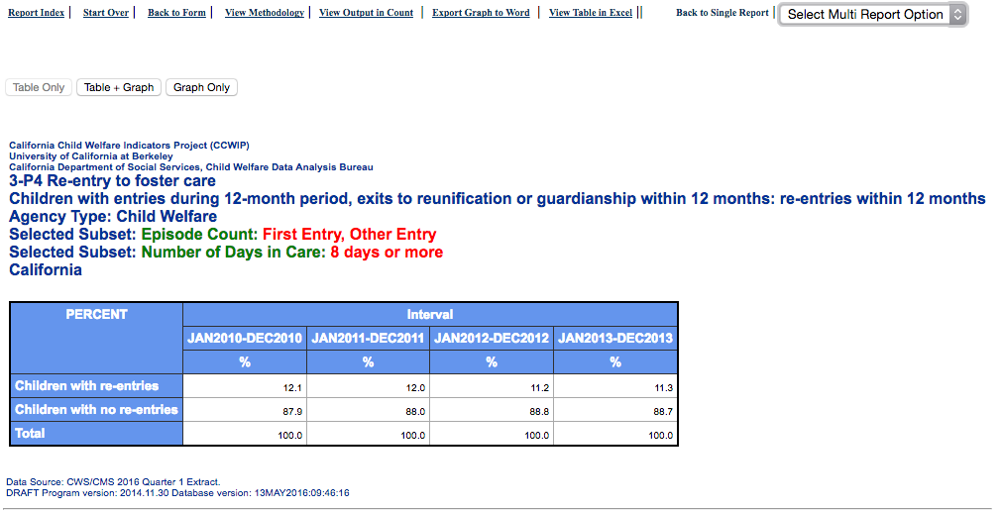 Report Index | Start Over | Back to Form | View Methodology | View Output in Count | Export Graph to Word | View Table in Excel || Back to Single Report | Select Multi Report Option
Table Only Table + Graph Graph Only
California Child Welfare Indicators Project (CCWIP)
University of California at Berkeley
California Department of Social Services, Child Welfare Data Analysis Bureau
3-P4 Re-entry to foster care
Children with entries during 12-month period, exits to reunification or guardianship within 12 months: re-entries within 12 months
Agency Type: Child Welfare
Selected Subset: Episode Count: First Entry, Other Entry
Selected Subset: Number of Days in Care: 8 days or more
California
PERCENT Interval
JAN2010-DEC2010 JAN2011-DEC2011 JAN2012-DEC2012 JAN2013-DEC2013
% % % %
Children with re-entries 12.1 12.0 11.2 11.3
Children with no re-entries 87.9 88.0 88.8 88.7
Total 100.0 100.0 100.0 100.0
Data Source: CWS/CMS 2016 Quarter 1 Extract.
DRAFT Program version: 2014.11.30 Database version: 13MAY2016:09:46:16